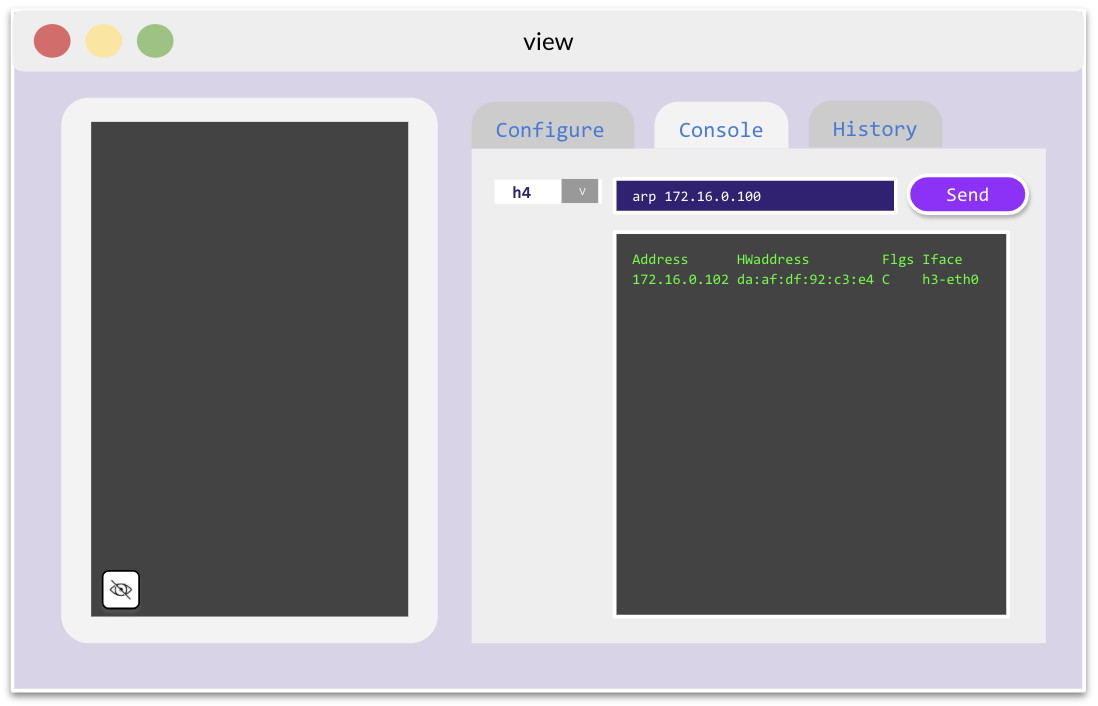 view
Configure
Console
History
h4
v
arp 172.16.0.100
Send
Address HWaddress Flgs Iface
172.16.0.102 da:af:df:92:c3:e4 C h3-eth0